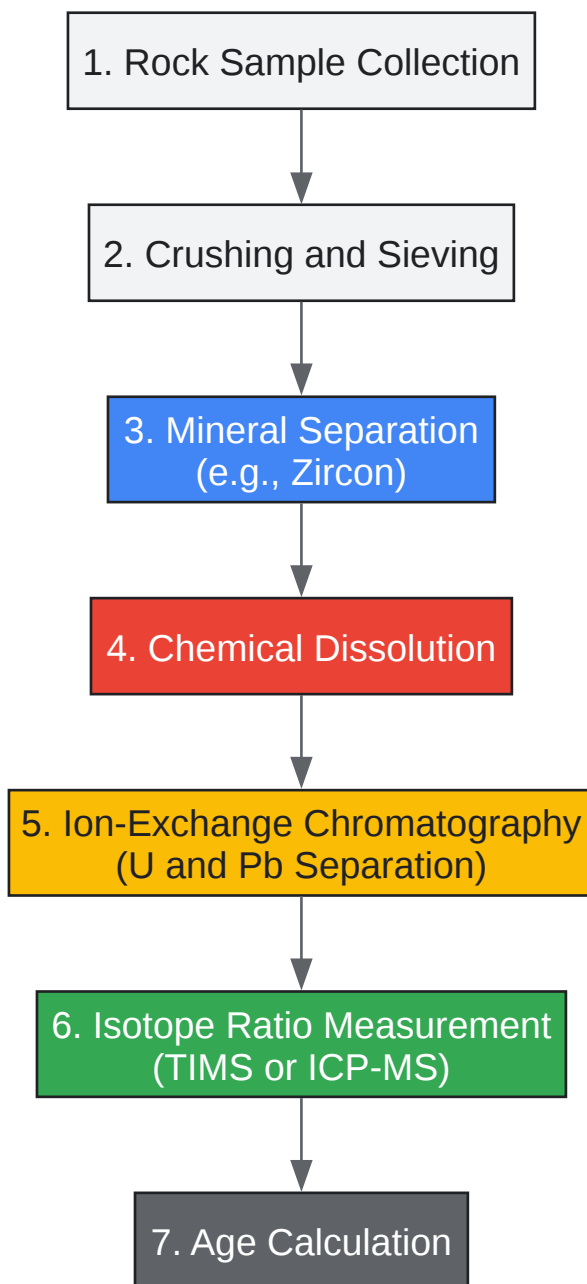 1. Rock Sample Collection
2. Crushing and Sieving
3. Mineral Separation
(e.g., Zircon)
4. Chemical Dissolution
5. Ion-Exchange Chromatography
(U and Pb Separation)
6. Isotope Ratio Measurement
(TIMS or ICP-MS)
7. Age Calculation